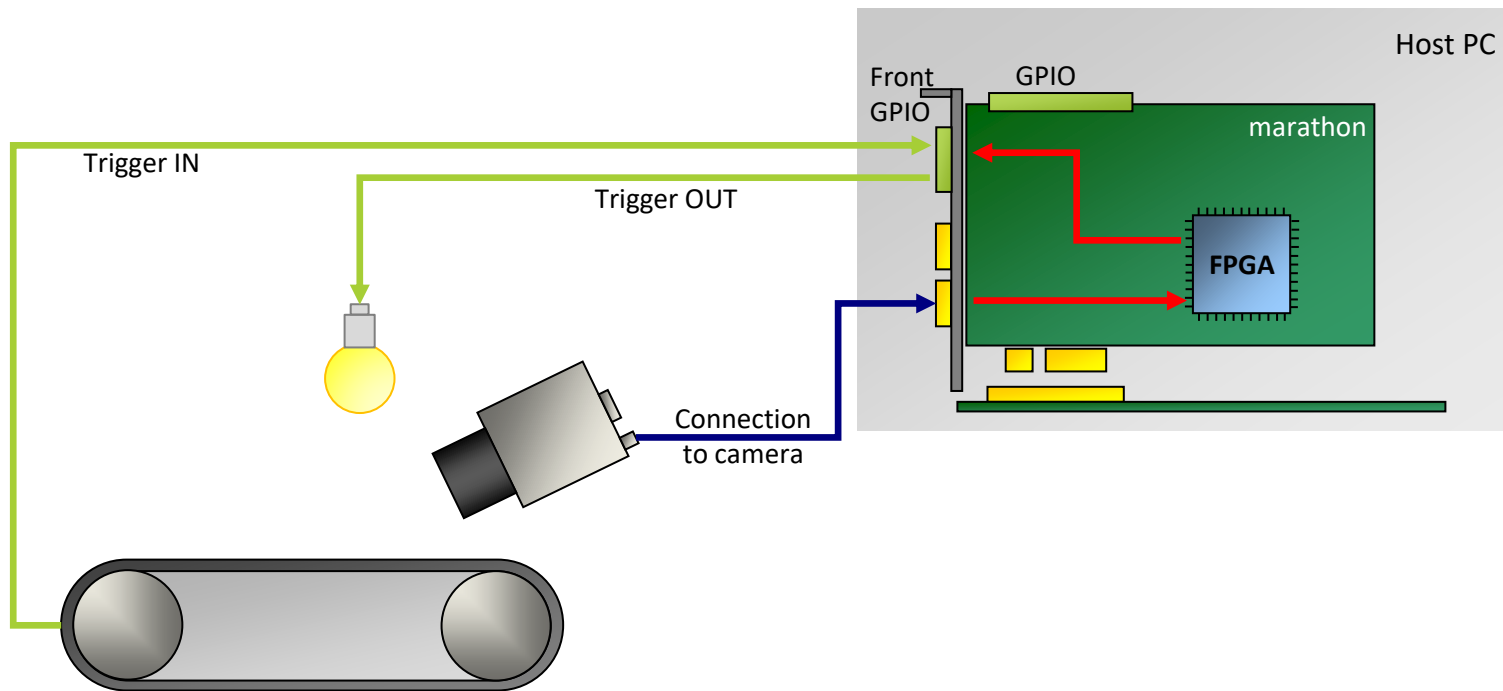 Host PC
Front
GPIO
GPIO
marathon
Trigger IN
Trigger OUT
FPGA
Connection
to camera